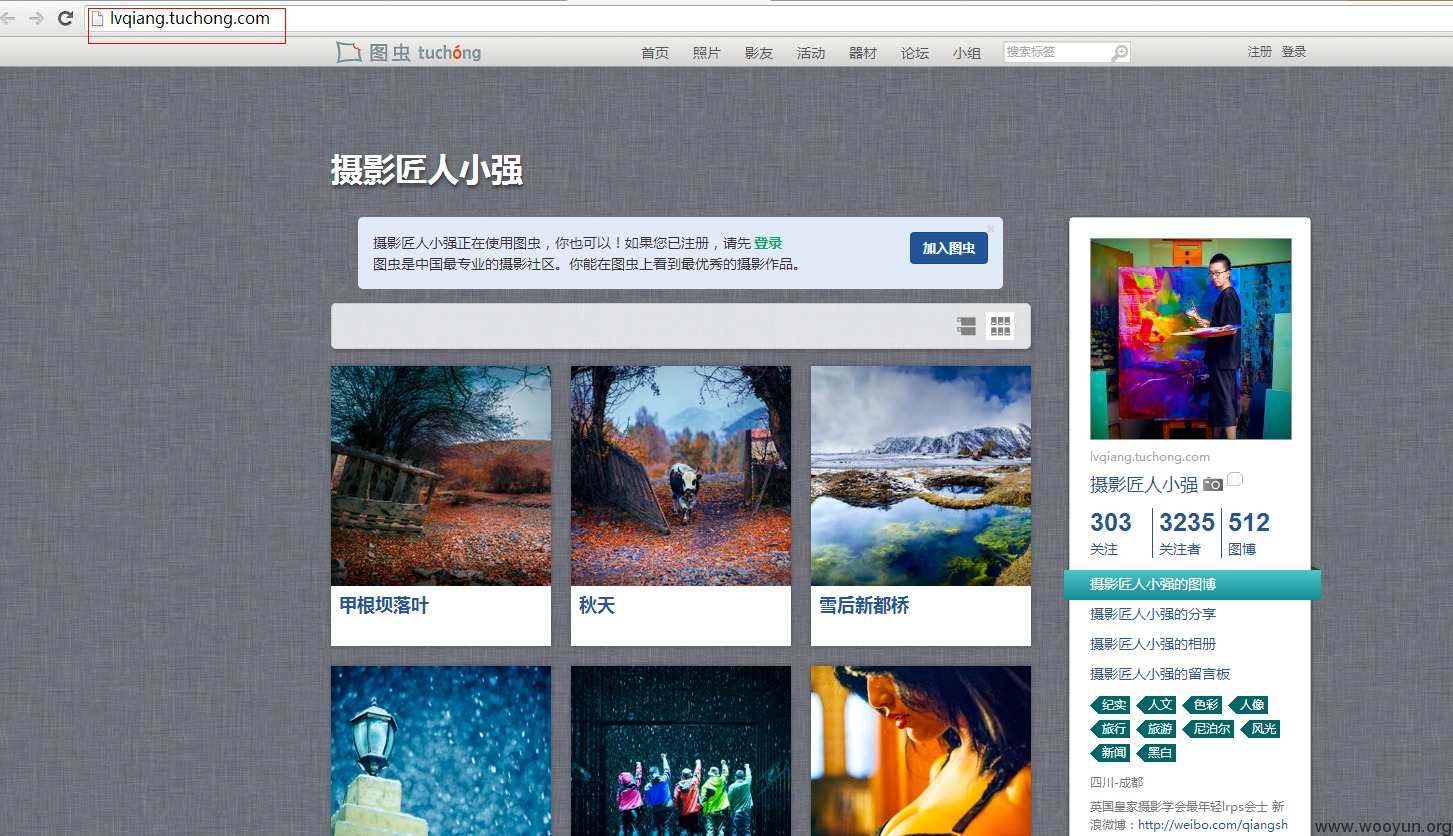 lvqiang.tuchong.com
图虫 tuchóng
首页 照片 影友 活动 器材 论坛 小组 搜索标签 注册 登录
摄影匠人小强
摄影匠人小强正在使用图虫，你也可以！如果您已注册，请先 登录
图虫是中国最专业的摄影社区。你能在图虫上看到最优秀的摄影作品。
加入图虫
甲根坝落叶
秋天
雪后新都桥
lvqiang.tuchong.com
摄影匠人小强
303 3235 512
关注 关注者 图博
摄影匠人小强的图博
摄影匠人小强的分享
摄影匠人小强的相册
摄影匠人小强的留言板
纪实 人文 色彩 人像
旅行 旅游 尼泊尔 风光
新闻 黑白
四川-成都
英国皇家摄影学会最年轻lrps会士 新
浪微博：http://weibo.com/qiangsh
www.wooyun.org